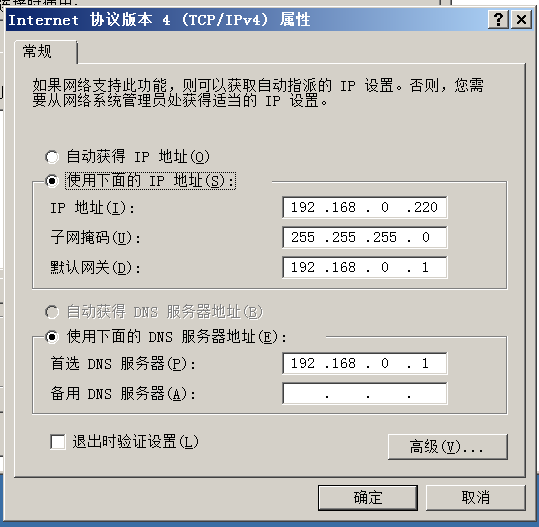 Internet 协议版本 4 (TCP/IPv4) 属性
常规
如果网络支持此功能，则可以获取自动指派的 IP 设置。否则，您需
要从网络系统管理员处获得适当的 IP 设置。
自动获得 IP 地址(O)
使用下面的 IP 地址(S):
IP 地址(I): 192 .168 . 0 .220
子网掩码(U): 255 .255 .255 . 0
默认网关(D): 192 .168 . 0 . 1
自动获得 DNS 服务器地址(B)
使用下面的 DNS 服务器地址(E):
首选 DNS 服务器(P): 192 .168 . 0 . 1
备用 DNS 服务器(A): . . .
退出时验证设置(L)
高级(V)...
确定 取消